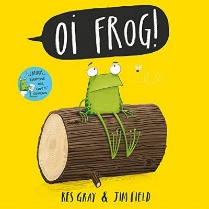 OI FROG!
KES GRAY & JIM FIELD